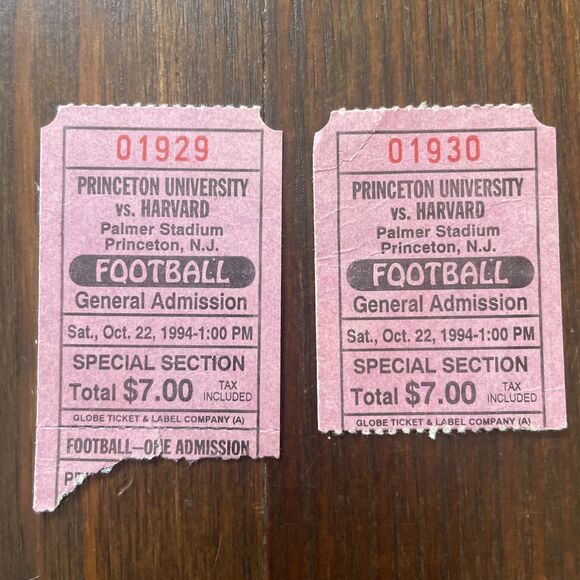 01929
PRINCETON UNIVERSITY
vs. HARVARD
Palmer Stadium
Princeton, N.J.
FOOTBALL
General Admission
Sat., Oct. 22, 1994-1:00 PM
SPECIAL SECTION
Total $7.00 TAX INCLUDED
GLOBE TICKET & LABEL COMPANY (A)
FOOTBALL—ONE ADMISSION
01930
PRINCETON UNIVERSITY
vs. HARVARD
Palmer Stadium
Princeton, N.J.
FOOTBALL
General Admission
Sat., Oct. 22, 1994-1:00 PM
SPECIAL SECTION
Total $7.00 TAX INCLUDED
GLOBE TICKET & LABEL COMPANY (A)